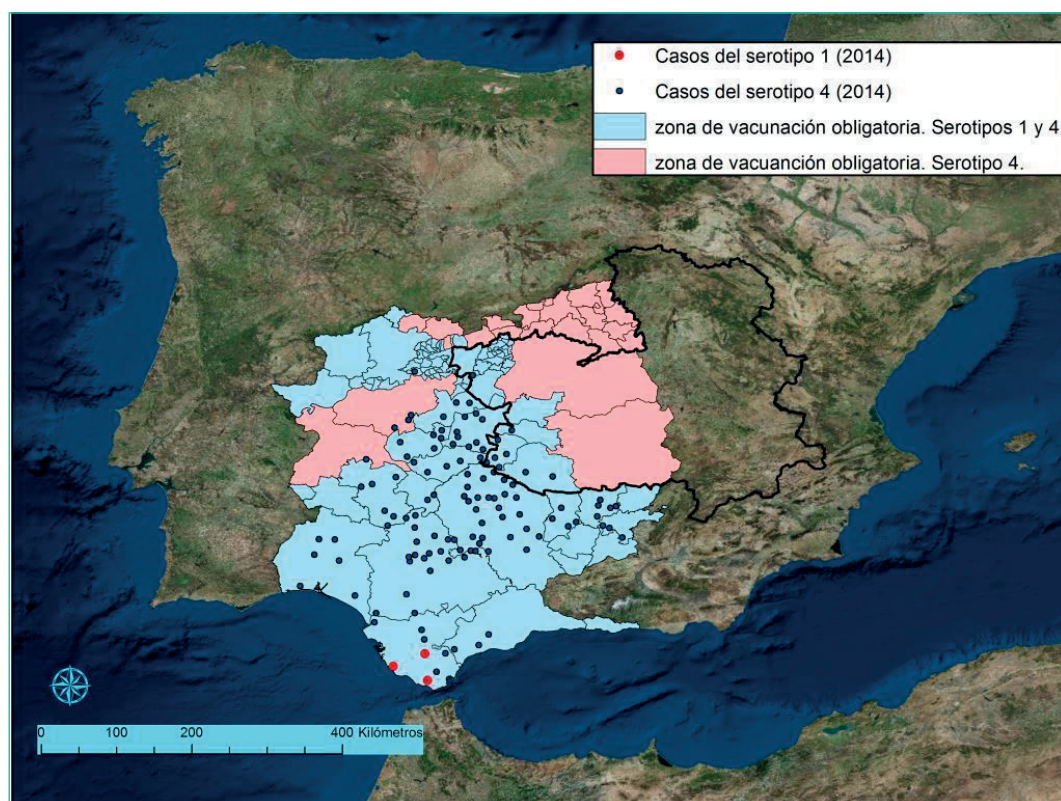 Casos del serotipo 1 (2014)
Casos del serotipo 4 (2014)
zona de vacunación obligatoria. Serotipos 1 y 4
zona de vacuanción obligatoria. Serotipo 4.
0 100 200 400 Kilómetros